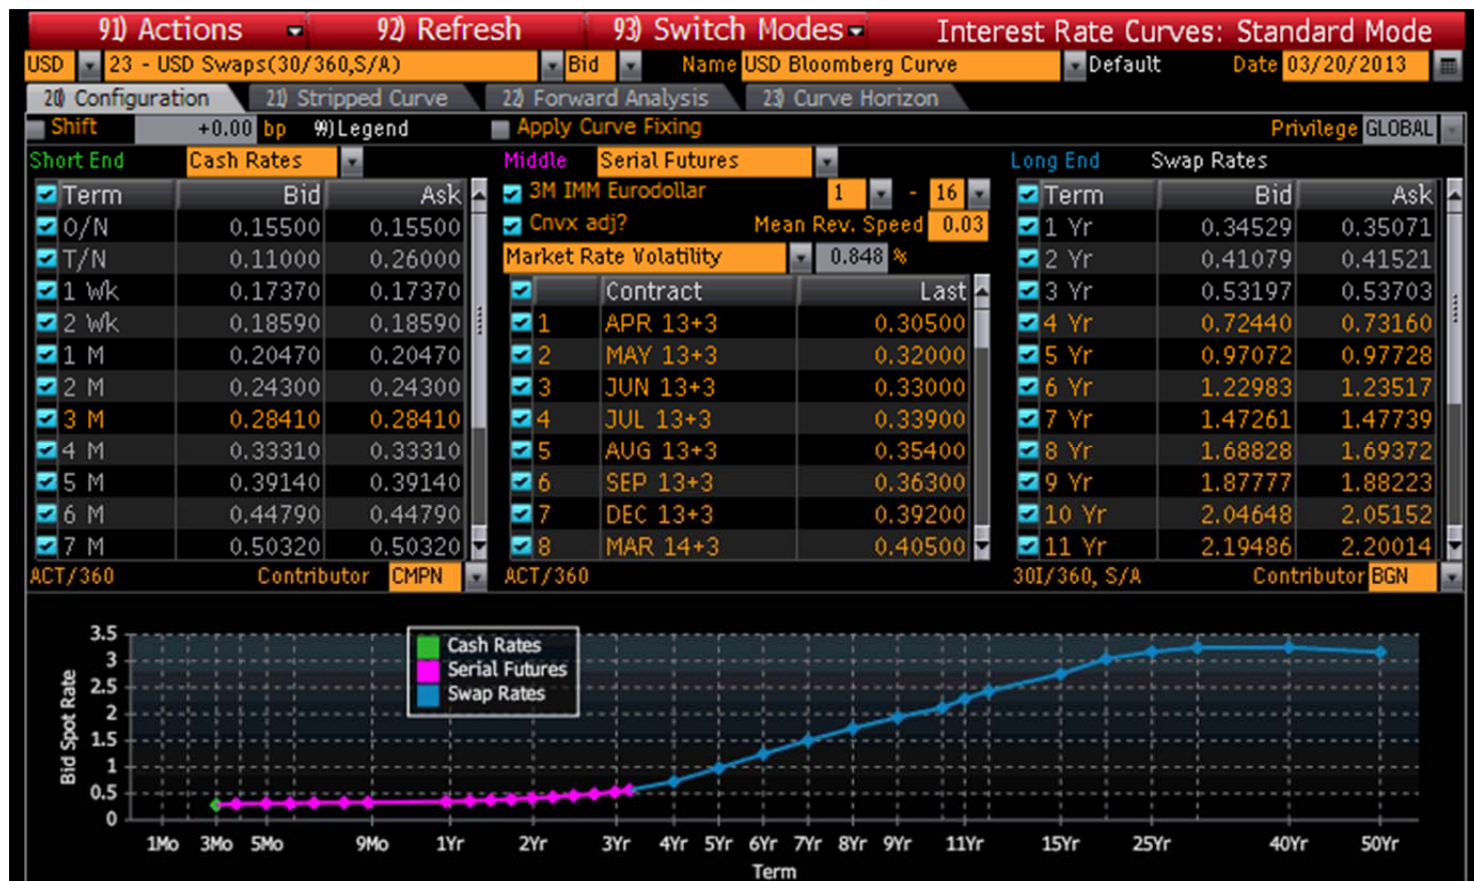 91) Actions 92) Refresh 93) Switch Modes Interest Rate Curves: Standard Mode
USD 23 - USD Swaps(30/360,S/A) Bid Name USD Bloomberg Curve Default Date 03/20/2013
20) Configuration 21) Stripped Curve 22) Forward Analysis 23) Curve Horizon
Shift +0.00 bp 99)Legend Apply Curve Fixing Privilege GLOBAL
Short End Cash Rates Middle Serial Futures Long End Swap Rates
Term Bid Ask
O/N 0.15500 0.15500
T/N 0.11000 0.26000
1 Wk 0.17370 0.17370
2 Wk 0.18590 0.18590
1 M 0.20470 0.20470
2 M 0.24300 0.24300
3 M 0.28410 0.28410
4 M 0.33310 0.33310
5 M 0.39140 0.39140
6 M 0.44790 0.44790
7 M 0.50320 0.50320
ACT/360 Contributor CMPN
3M IMM Eurodollar 1 - 16
Cnvx adj? Mean Rev. Speed 0.03
Market Rate Volatility 0.848 %
Contract Last
1 APR 13+3 0.30500
2 MAY 13+3 0.32000
3 JUN 13+3 0.33000
4 JUL 13+3 0.33900
5 AUG 13+3 0.35400
6 SEP 13+3 0.36300
7 DEC 13+3 0.39200
8 MAR 14+3 0.40500
ACT/360
Term Bid Ask
1 Yr 0.34529 0.35071
2 Yr 0.41079 0.41521
3 Yr 0.53197 0.53703
4 Yr 0.72440 0.73160
5 Yr 0.97072 0.97728
6 Yr 1.22983 1.23517
7 Yr 1.47261 1.47739
8 Yr 1.68828 1.69372
9 Yr 1.87777 1.88223
10 Yr 2.04648 2.05152
11 Yr 2.19486 2.20014
30I/360, S/A Contributor BGN
Cash Rates
Serial Futures
Swap Rates
Bid Spot Rate
3.5
3
2.5
2
1.5
1
0.5
0
1Mo 3Mo 5Mo 9Mo 1Yr 2Yr 3Yr 4Yr 5Yr 6Yr 7Yr 8Yr 9Yr 11Yr 15Yr 25Yr 40Yr 50Yr
Term